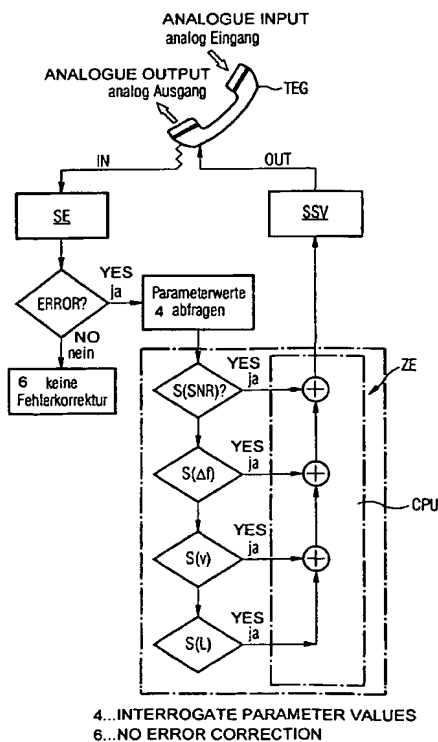 ANALOGUE INPUT
analog Eingang
ANALOGUE OUTPUT
analog Ausgang
TEG
IN
OUT
SE
SSV
ERROR?
YES
ja
Parameterwerte
4 abfragen
NO
nein
6 keine
Fehlerkorrektur
S(SNR)?
YES
ja
+
ZE
S(Δf)
YES
ja
+
CPU
S(v)
YES
ja
+
S(L)
YES
ja
4...INTERROGATE PARAMETER VALUES
6...NO ERROR CORRECTION